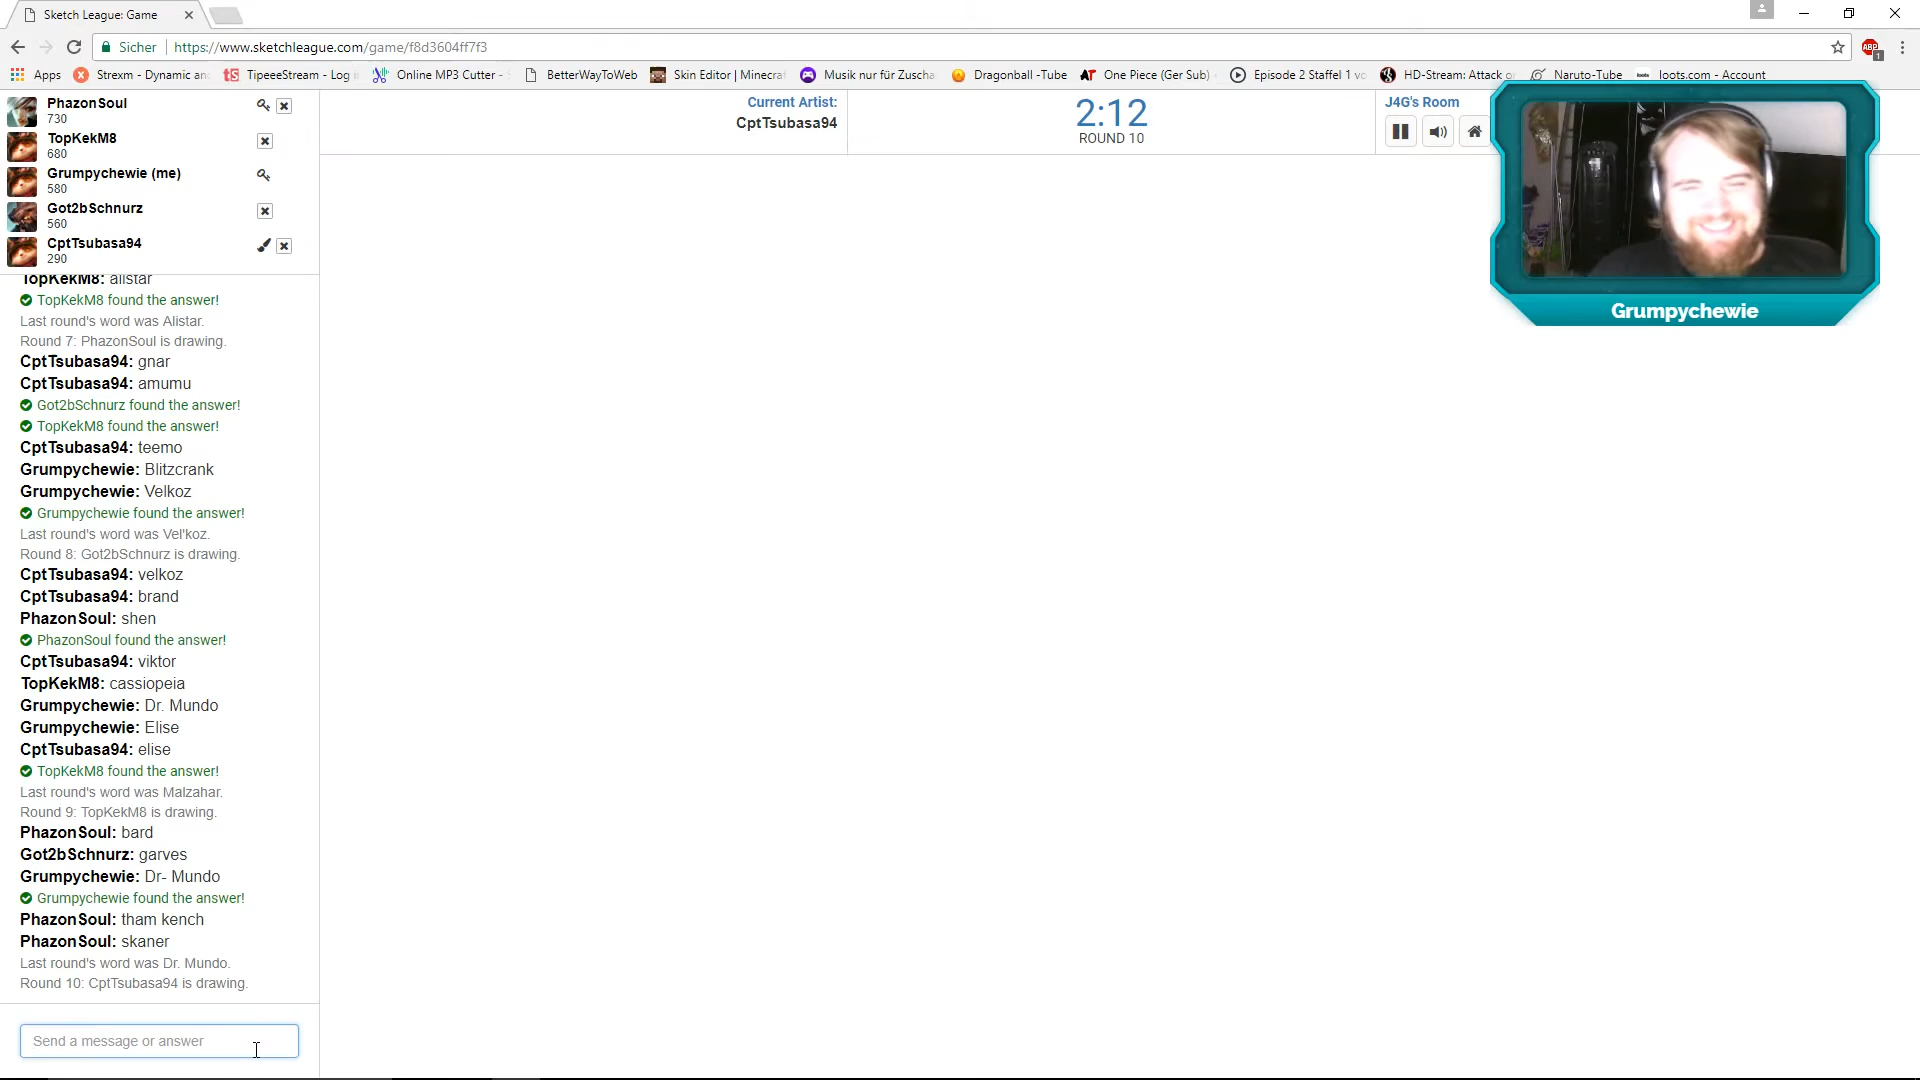 Sketch League: Game
Sicher
https://www.sketchleague.com/game/f8d3604ff7f3
Apps
Strexm - Dynamic an
TipeeeStream - Log i
Online MP3 Cutter -
BetterWayToWeb
Skin Editor | Minecra
Musik nur für Zuscha
Dragonball -Tube
One Piece (Ger Sub)
Episode 2 Staffel 1 vo
HD-Stream: Attack o
Naruto-Tube
loots.com - Account
PhazonSoul
730
TopKekM8
680
Grumpychewie (me)
580
Got2bSchnurz
560
CptTsubasa94
290
Current Artist:
CptTsubasa94
2:12
ROUND 10
J4G's Room
Grumpychewie
TopKekM8: alistar
TopKekM8 found the answer!
Last round's word was Alistar.
Round 7: PhazonSoul is drawing.
CptTsubasa94: gnar
CptTsubasa94: amumu
Got2bSchnurz found the answer!
TopKekM8 found the answer!
CptTsubasa94: teemo
Grumpychewie: Blitzcrank
Grumpychewie: Velkoz
Grumpychewie found the answer!
Last round's word was Vel'koz.
Round 8: Got2bSchnurz is drawing.
CptTsubasa94: velkoz
CptTsubasa94: brand
PhazonSoul: shen
PhazonSoul found the answer!
CptTsubasa94: viktor
TopKekM8: cassiopeia
Grumpychewie: Dr. Mundo
Grumpychewie: Elise
CptTsubasa94: elise
TopKekM8 found the answer!
Last round's word was Malzahar.
Round 9: TopKekM8 is drawing.
PhazonSoul: bard
Got2bSchnurz: garves
Grumpychewie: Dr- Mundo
Grumpychewie found the answer!
PhazonSoul: tham kench
PhazonSoul: skaner
Last round's word was Dr. Mundo.
Round 10: CptTsubasa94 is drawing.
Send a message or answer